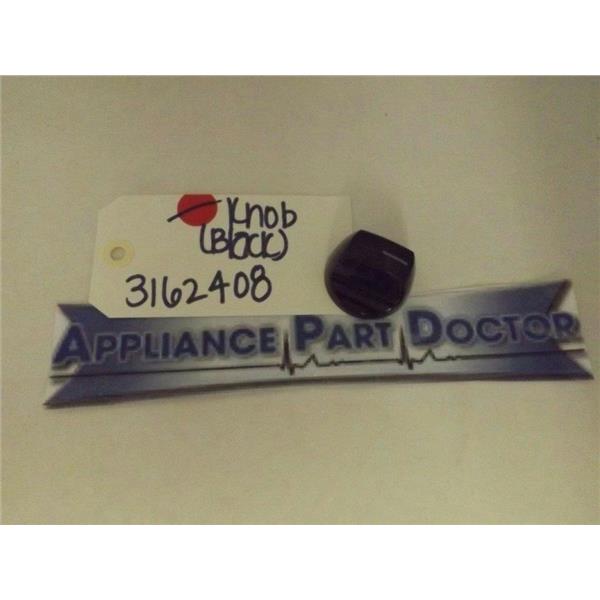 Knob
(Black)
3162408
APPLIANCE PART DOCTOR